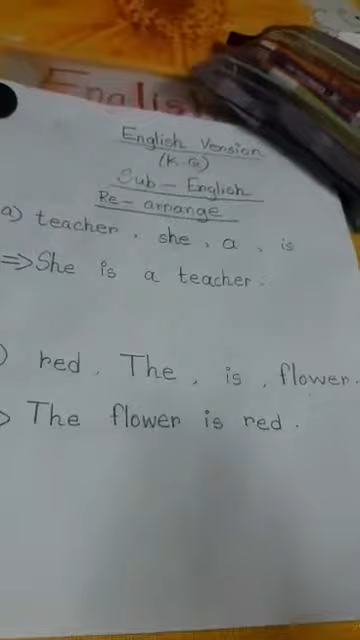 English
English Version
(K.G)
Sub - English
Re - arrange
a) teacher, she, a, is
=> She is a teacher.
) red, The, is, flower.
> The flower is red.